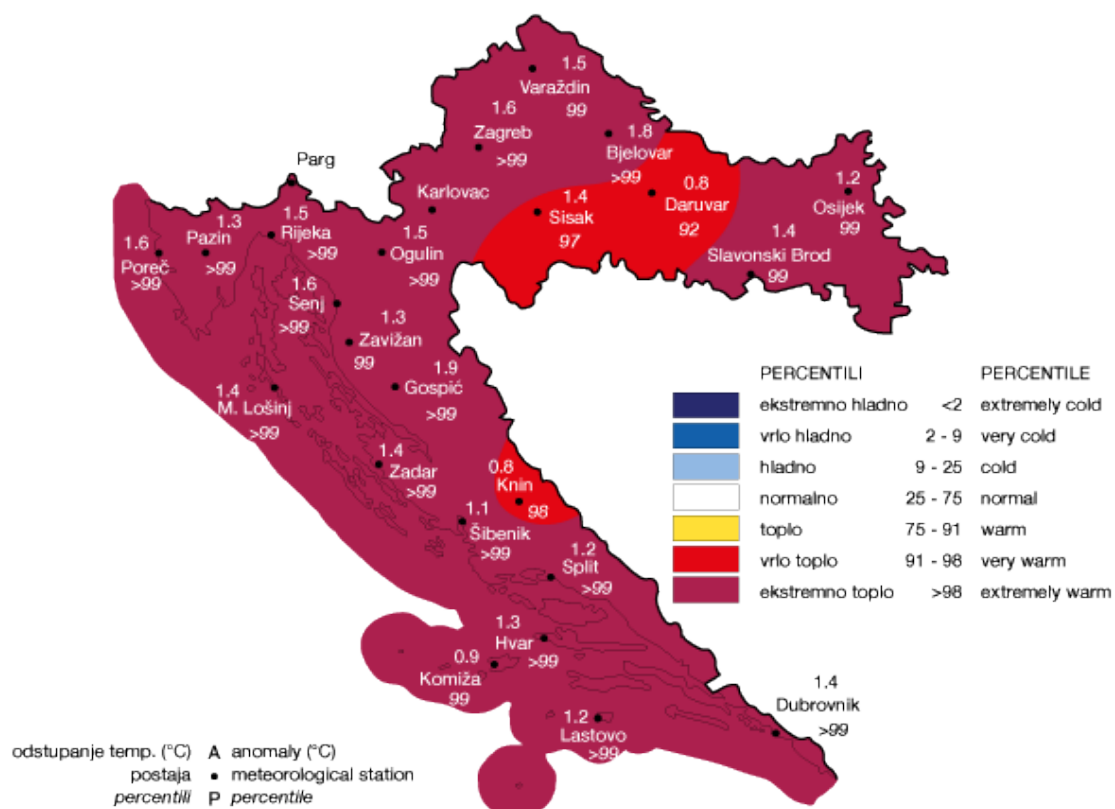 1.5
Varaždin
99
1.6
Zagreb
>99
1.8
Bjelovar
>99
Parg
Karlovac
1.4
Sisak
97
0.8
Daruvar
92
1.2
Osijek
99
1.6
Poreč
>99
1.3
Pazin
>99
1.5
Rijeka
>99
1.5
Ogulin
>99
1.4
Slavonski Brod
99
1.6
Senj
>99
1.3
Zavižan
99
1.9
Gospić
>99
1.4
M. Lošinj
>99
1.4
Zadar
>99
0.8
Knin
98
1.1
Šibenik
>99
1.2
Split
>99
1.3
Hvar
>99
0.9
Komiža
99
1.2
Lastovo
>99
1.4
Dubrovnik
>99
PERCENTILI PERCENTILE
ekstremno hladno <2 extremely cold
vrlo hladno 2 - 9 very cold
hladno 9 - 25 cold
normalno 25 - 75 normal
toplo 75 - 91 warm
vrlo toplo 91 - 98 very warm
ekstremno toplo >98 extremely warm
odstupanje temp. (°C) A anomaly (°C)
postaja • meteorological station
percentili P percentile